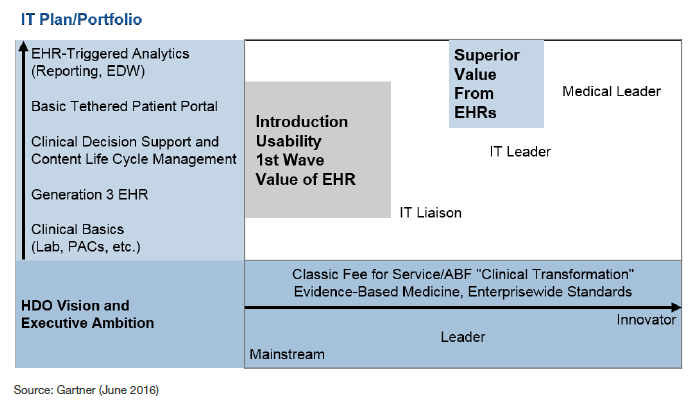 IT Plan/Portfolio
EHR-Triggered Analytics
(Reporting, EDW)
Basic Tethered Patient Portal
Clinical Decision Support and
Content Life Cycle Management
Generation 3 EHR
Clinical Basics
(Lab, PACs, etc.)
Introduction
Usability
1st Wave
Value of EHR
Superior
Value
From
EHRs
Medical Leader
IT Leader
IT Liaison
HDO Vision and
Executive Ambition
Classic Fee for Service/ABF "Clinical Transformation"
Evidence-Based Medicine, Enterprisewide Standards
Innovator
Leader
Mainstream
Source: Gartner (June 2016)